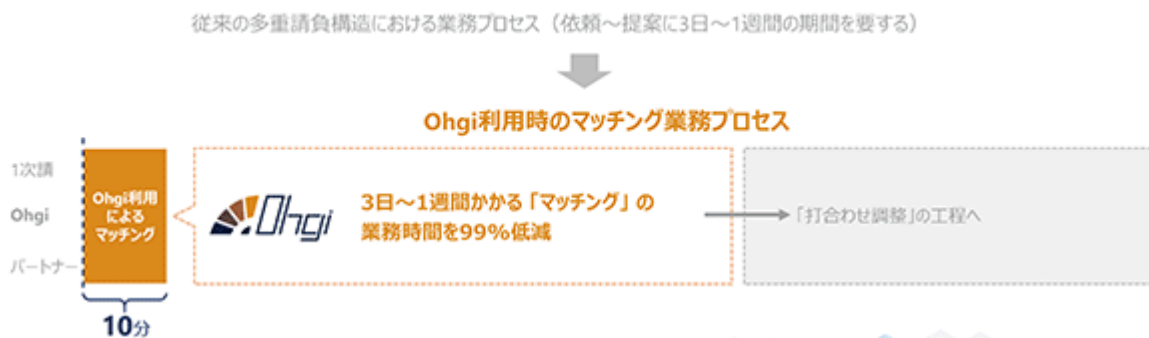 従来の多重請負構造における業務プロセス（依頼～提案に3日～1週間の期間を要する）
Ohgi利用時のマッチング業務プロセス
1次請
Ohgi
パートナー
Ohgi利用
による
マッチング
10分
Ohgi
3日～1週間かかる「マッチング」の
業務時間を99%低減
「打合わせ調整」の工程へ